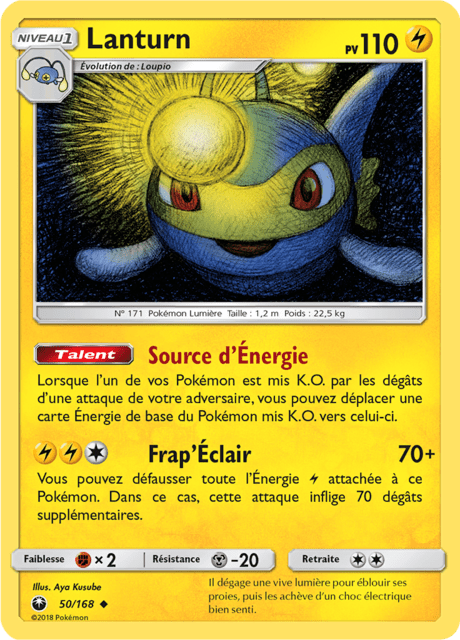 NIVEAU 1 Lanturn PV 110
Évolution de : Loupio
N° 171 Pokémon Lumière Taille : 1,2 m Poids : 22,5 kg
Talent Source d'Énergie
Lorsque l'un de vos Pokémon est mis K.O. par les dégâts
d'une attaque de votre adversaire, vous pouvez déplacer une
carte Énergie de base du Pokémon mis K.O. vers celui-ci.
Frap'Éclair 70+
Vous pouvez défausser toute l'Énergie attachée à ce
Pokémon. Dans ce cas, cette attaque inflige 70 dégâts
supplémentaires.
Faiblesse ×2 Résistance -20 Retraite
Illus. Aya Kusube
50/168
©2018 Pokémon
Il dégage une vive lumière pour éblouir ses
proies, puis les achève d'un choc électrique
bien senti.